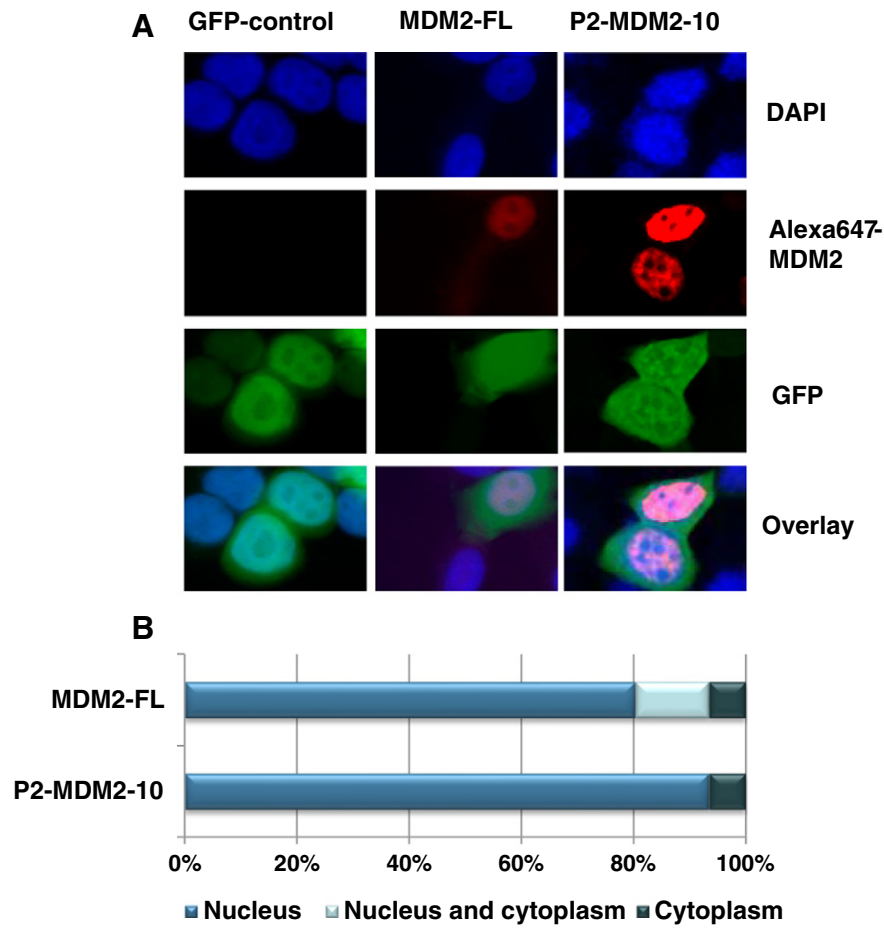 A
GFP-control MDM2-FL P2-MDM2-10
DAPI
Alexa647-
MDM2
GFP
Overlay
B
MDM2-FL
P2-MDM2-10
0% 20% 40% 60% 80% 100%
Nucleus Nucleus and cytoplasm Cytoplasm